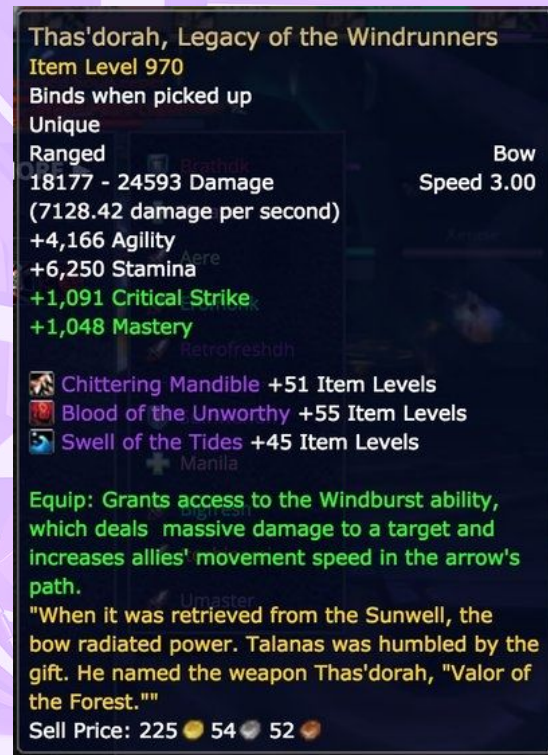 Thas'dorah, Legacy of the Windrunners
Item Level 970
Binds when picked up
Unique
Ranged Bow
18177 - 24593 Damage Speed 3.00
(7128.42 damage per second)
+4,166 Agility
+6,250 Stamina
+1,091 Critical Strike
+1,048 Mastery
Chittering Mandible +51 Item Levels
Blood of the Unworthy +55 Item Levels
Swell of the Tides +45 Item Levels
Equip: Grants access to the Windburst ability,
which deals massive damage to a target and
increases allies' movement speed in the arrow's
path.
"When it was retrieved from the Sunwell, the
bow radiated power. Talanas was humbled by the
gift. He named the weapon Thas'dorah, "Valor of
the Forest.""
Sell Price: 225 54 52
Brathdk
Aere
Retrofreshdh
Manila
Umaster